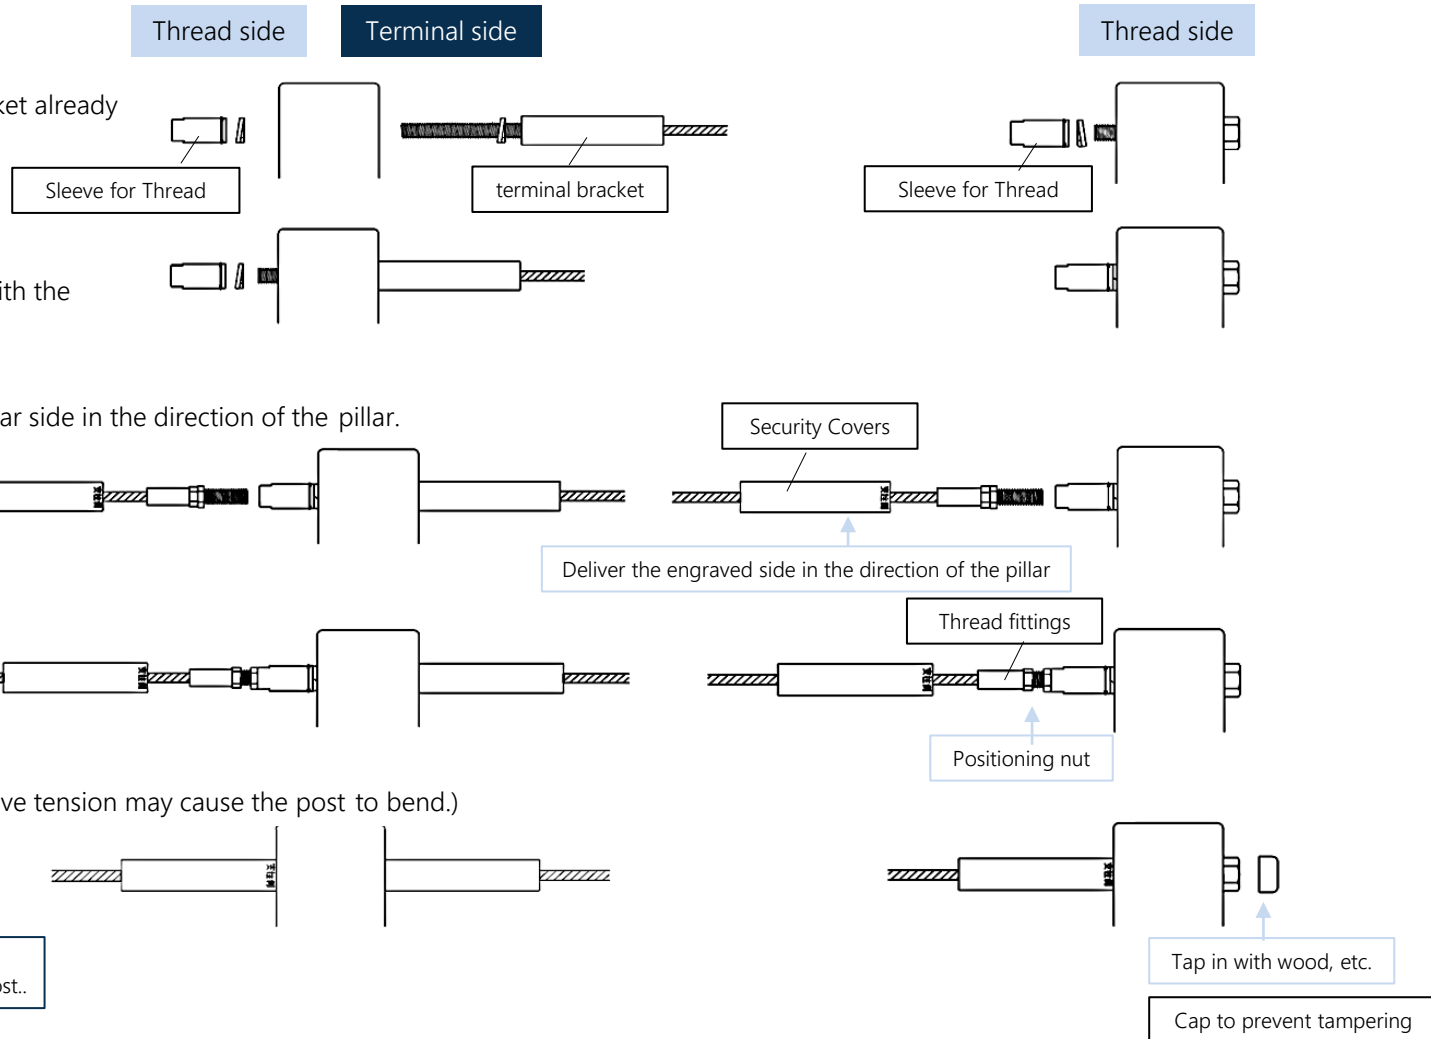 Thread side
Terminal side
Thread side
ket already
Sleeve for Thread
terminal bracket
Sleeve for Thread
ith the
ar side in the direction of the pillar.
Security Covers
Deliver the engraved side in the direction of the pillar
Thread fittings
Positioning nut
ve tension may cause the post to bend.)
ost..
Tap in with wood, etc.
Cap to prevent tampering